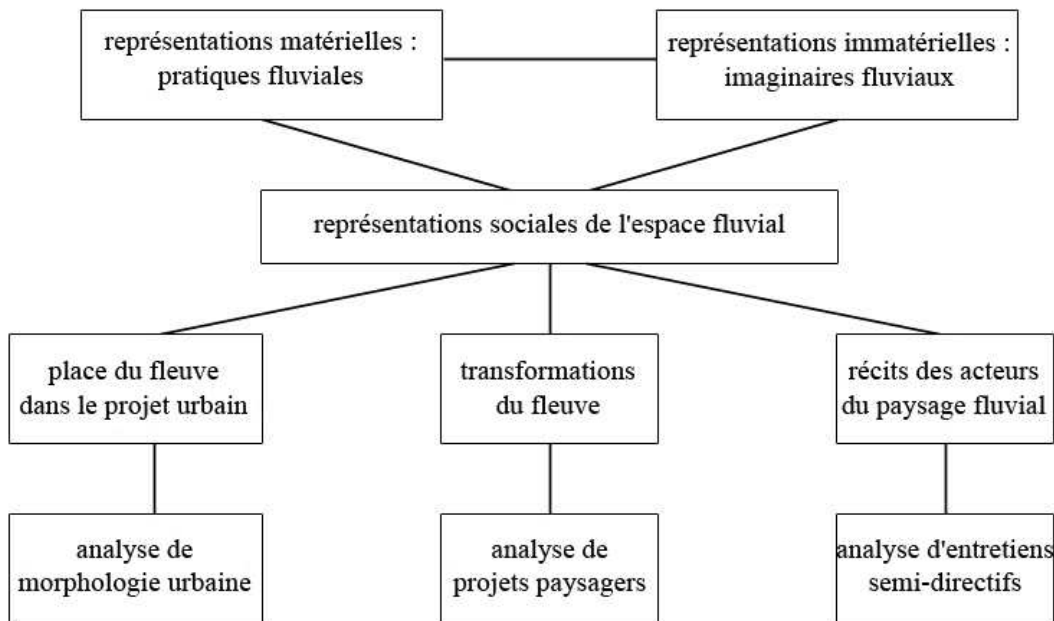 représentations matérielles :
pratiques fluviales
représentations immatérielles :
imaginaires fluviaux
représentations sociales de l'espace fluvial
place du fleuve
dans le projet urbain
transformations
du fleuve
récits des acteurs
du paysage fluvial
analyse de
morphologie urbaine
analyse de
projets paysagers
analyse d'entretiens
semi-directifs